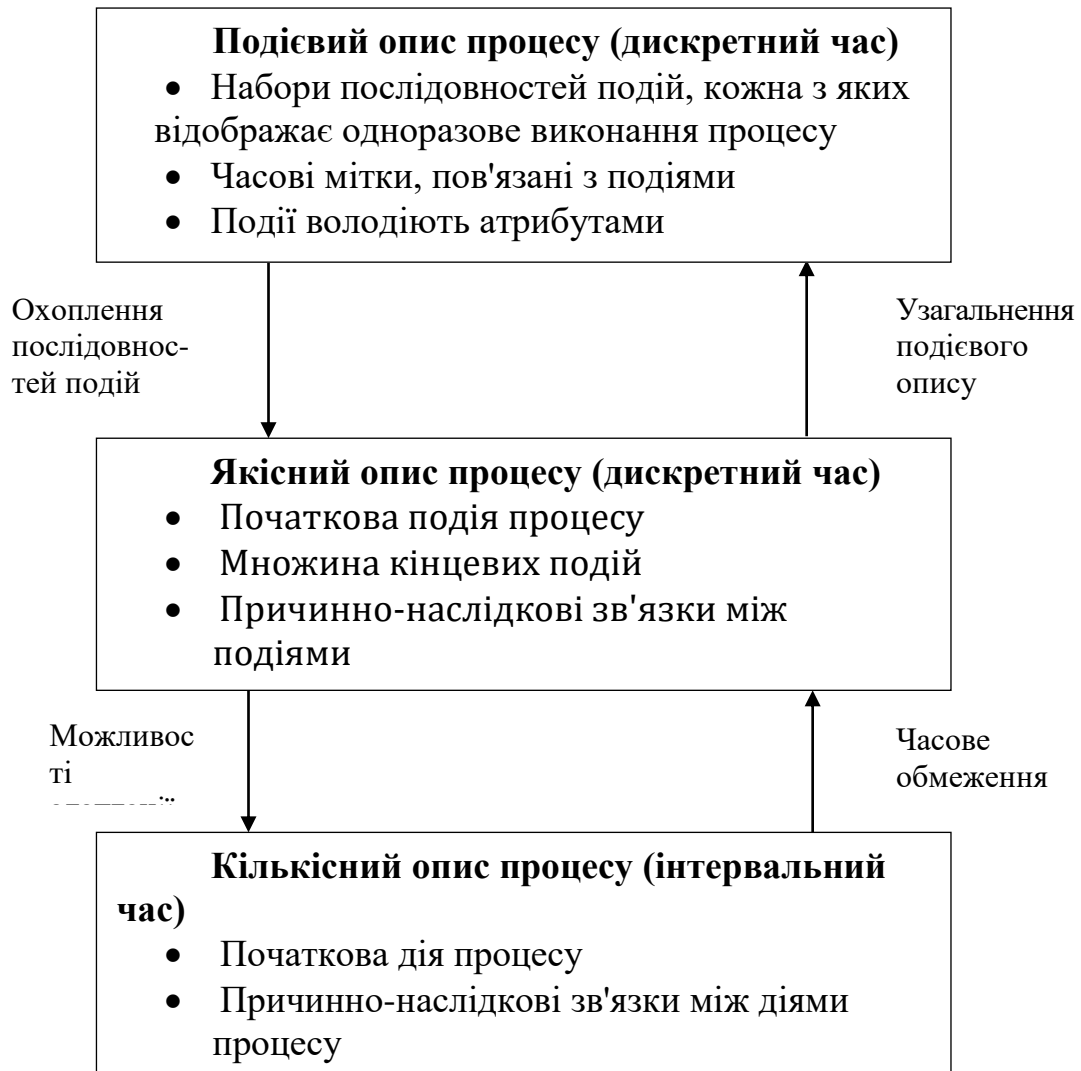 Подієвий опис процесу (дискретний час)
• Набори послідовностей подій, кожна з яких
відображає одноразове виконання процесу
• Часові мітки, пов'язані з подіями
• Події володіють атрибутами
Охоплення
послідовнос-
тей подій
Узагальнення
подієвого
опису
Якісний опис процесу (дискретний час)
• Початкова подія процесу
• Множина кінцевих подій
• Причинно-наслідкові зв'язки між
подіями
Можливос
ті
Часове
обмеження
Кількісний опис процесу (інтервальний
час)
• Початкова дія процесу
• Причинно-наслідкові зв'язки між діями
процесу